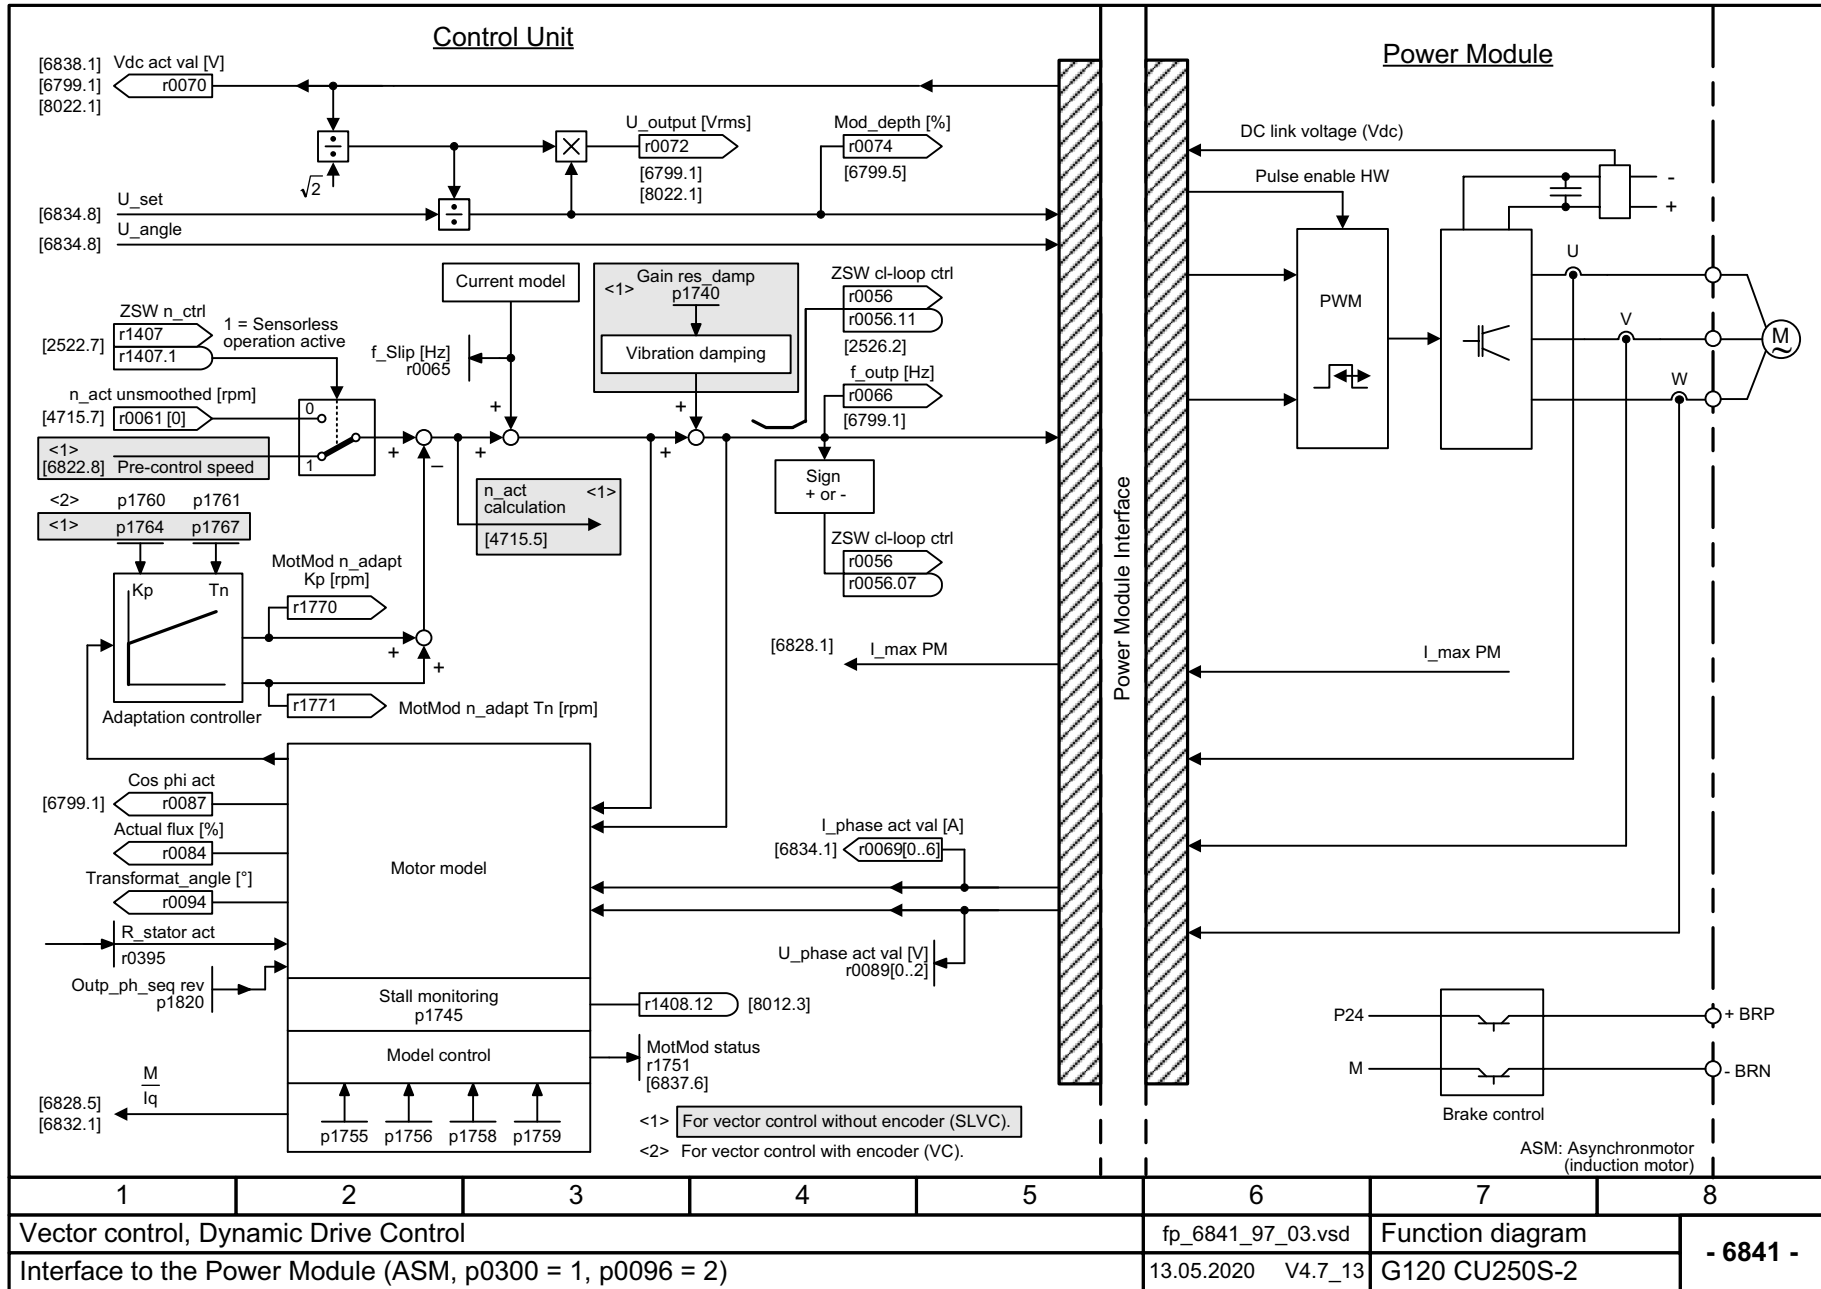 Control Unit
Power Module
[6838.1] Vdc act val [V]
[6799.1] r0070
[8022.1]
÷
√2
×
U_output [Vrms]
r0072
[6799.1]
[8022.1]
Mod_depth [%]
r0074
[6799.5]
[6834.8] U_set
÷
[6834.8] U_angle
DC link voltage (Vdc)
Pulse enable HW
-
+
PWM
U
V
W
M
~
Current model
<1> Gain res_damp
p1740
Vibration damping
ZSW cl-loop ctrl
r0056
r0056.11
[2526.2]
f_outp [Hz]
r0066
[6799.1]
ZSW n_ctrl
[2522.7] r1407
r1407.1
1 = Sensorless
operation active
f_Slip [Hz]
r0065
n_act unsmoothed [rpm]
[4715.7] r0061 [0]
0
1
<1>
[6822.8] Pre-control speed
+
–
+
+
+
+
<2> p1760 p1761
<1> p1764 p1767
Kp Tn
Adaptation controller
n_act <1>
calculation
[4715.5]
Sign
+ or -
ZSW cl-loop ctrl
r0056
r0056.07
MotMod n_adapt
Kp [rpm]
r1770
+
+
r1771 MotMod n_adapt Tn [rpm]
[6828.1] I_max PM
Power Module Interface
I_max PM
Cos phi act
[6799.1] r0087
Actual flux [%]
r0084
Transformat_angle [°]
r0094
R_stator act
r0395
Outp_ph_seq rev
p1820
Motor model
I_phase act val [A]
[6834.1] r0069[0..6]
U_phase act val [V]
r0089[0..2]
Stall monitoring
p1745
r1408.12 [8012.3]
Model control
MotMod status
r1751
[6837.6]
M
Iq
[6828.5]
[6832.1]
p1755 p1756 p1758 p1759
<1> For vector control without encoder (SLVC).
<2> For vector control with encoder (VC).
P24
+ BRP
M
- BRN
Brake control
ASM: Asynchronmotor
(induction motor)
1 2 3 4 5 6 7 8
Vector control, Dynamic Drive Control
fp_6841_97_03.vsd Function diagram
- 6841 -
Interface to the Power Module (ASM, p0300 = 1, p0096 = 2)
13.05.2020 V4.7_13 G120 CU250S-2